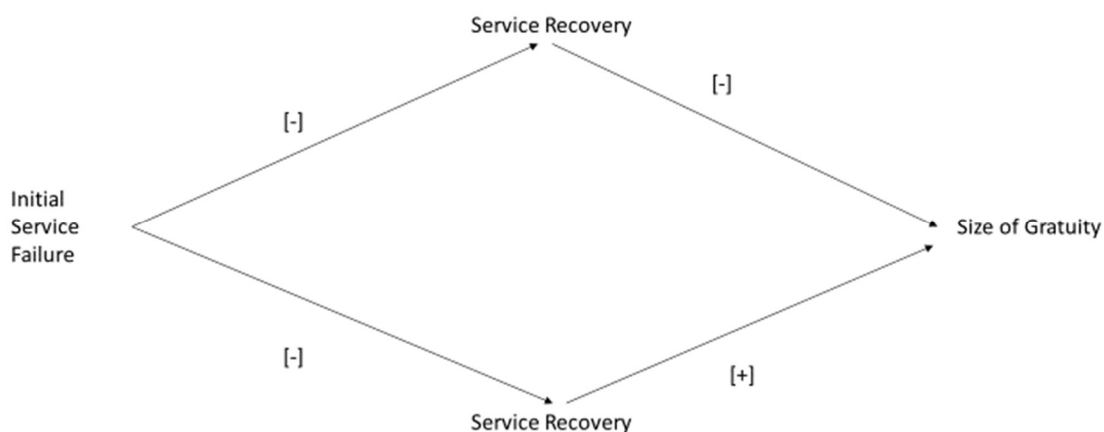 Service Recovery
[-]
[-]
Initial
Service
Failure
Size of Gratuity
[-]
[+]
Service Recovery